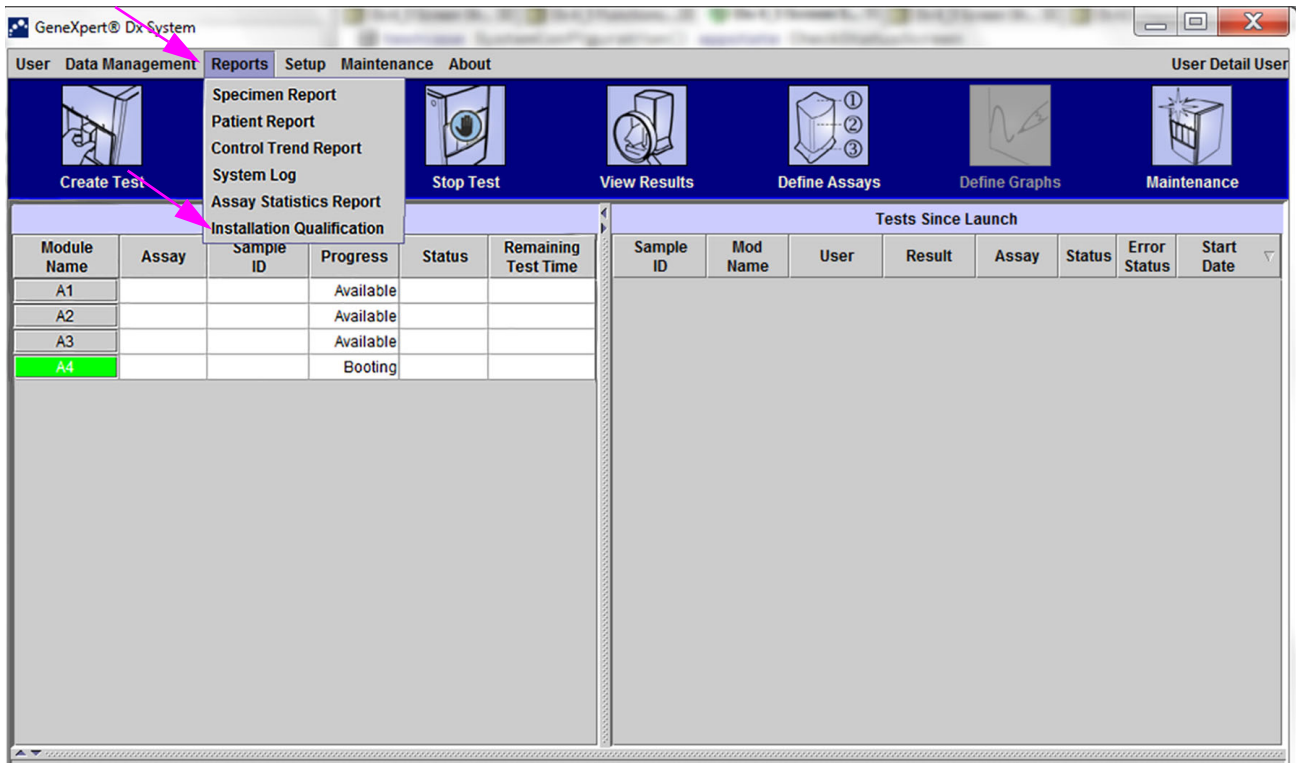 GeneXpert® Dx System
User Data Management Reports Setup Maintenance About User Detail User
Specimen Report
Patient Report
Control Trend Report
System Log
Assay Statistics Report
Installation Qualification
Create Test Stop Test View Results Define Assays Define Graphs Maintenance
① ② ③
Tests Since Launch
Module Name Assay Sample ID Progress Status Remaining Test Time Sample ID Mod Name User Result Assay Status Error Status Start Date
A1 Available
A2 Available
A3 Available
A4 Booting